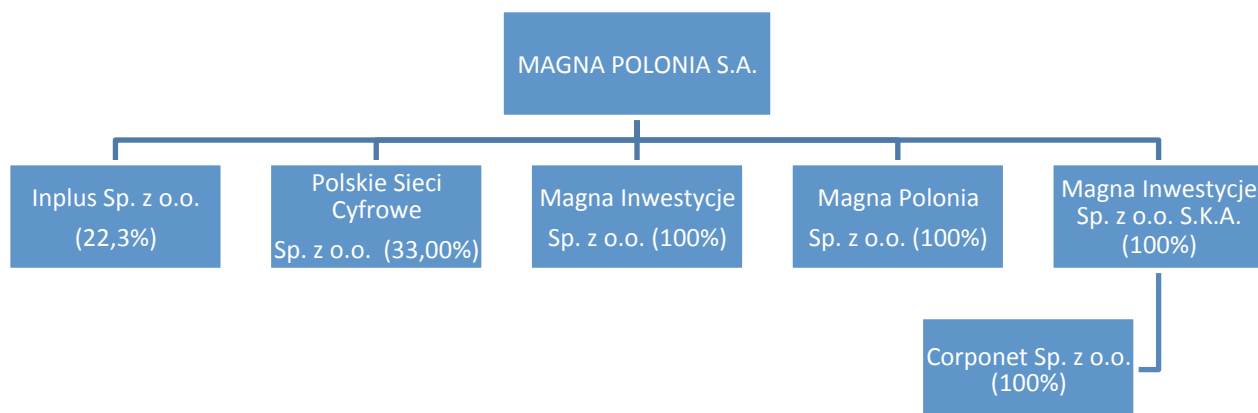 MAGNA POLONIA S.A.
Inplus Sp. z o.o.
(22,3%)
Polskie Sieci
Cyfrowe
Sp. z o.o. (33,00%)
Magna Inwestycje
Sp. z o.o. (100%)
Magna Polonia
Sp. z o.o. (100%)
Magna Inwestycje
Sp. z o.o. S.K.A.
(100%)
Corponet Sp. z o.o.
(100%)